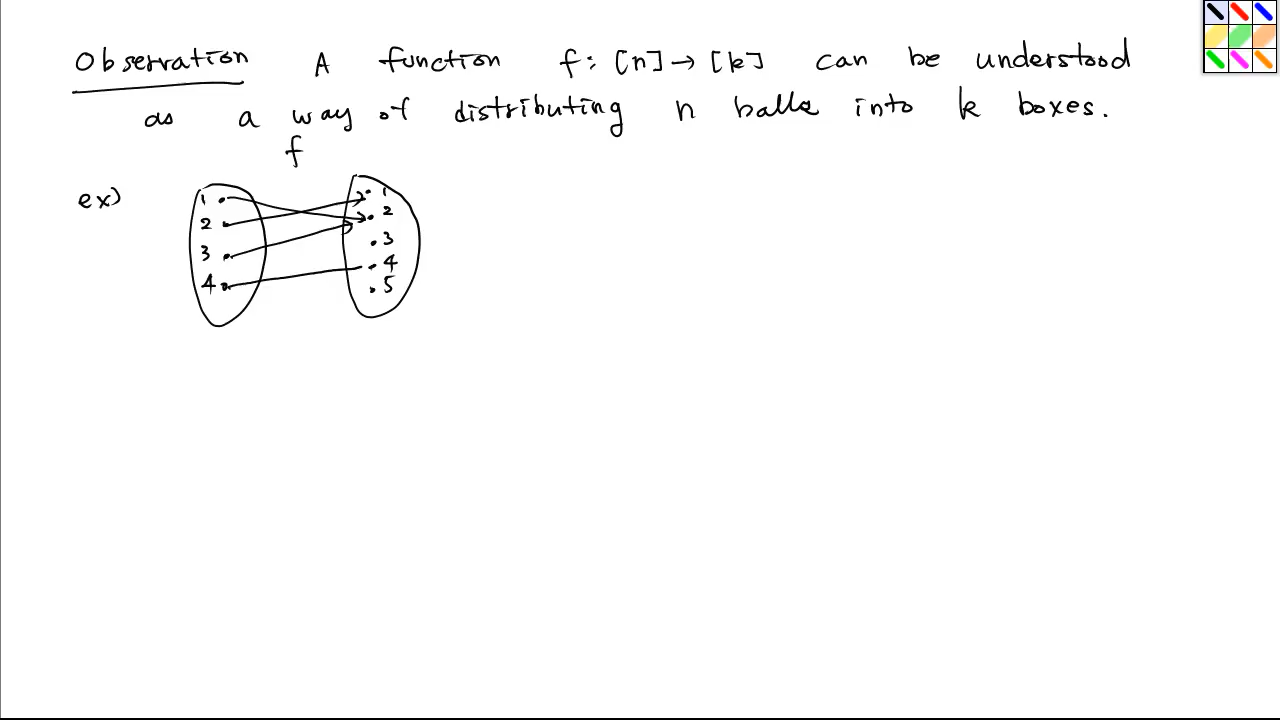 Observation A function f: [n] → [k] can be understood
as a way of distributing n balls into k boxes.
f
ex)
1 1
2 2
3 3
4 4
5